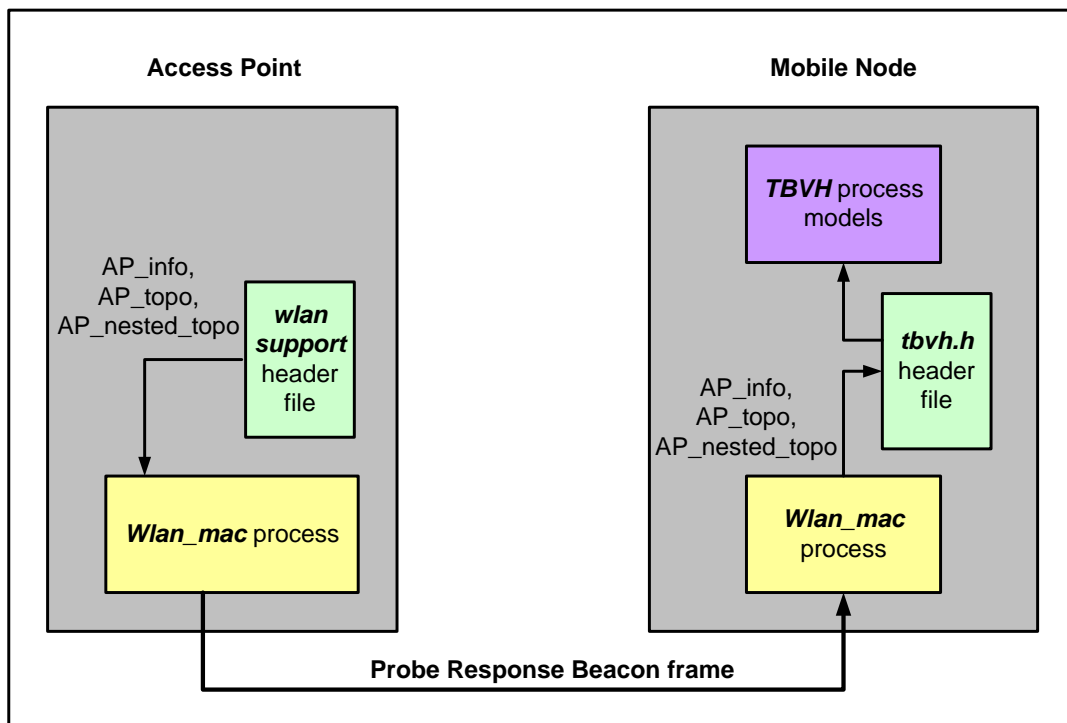 Access Point
AP_info,
AP_topo,
AP_nested_topo
wlan
support
header
file
Wlan_mac process
Mobile Node
TBVH process
models
tbvh.h
header
file
AP_info,
AP_topo,
AP_nested_topo
Wlan_mac
process
Probe Response Beacon frame